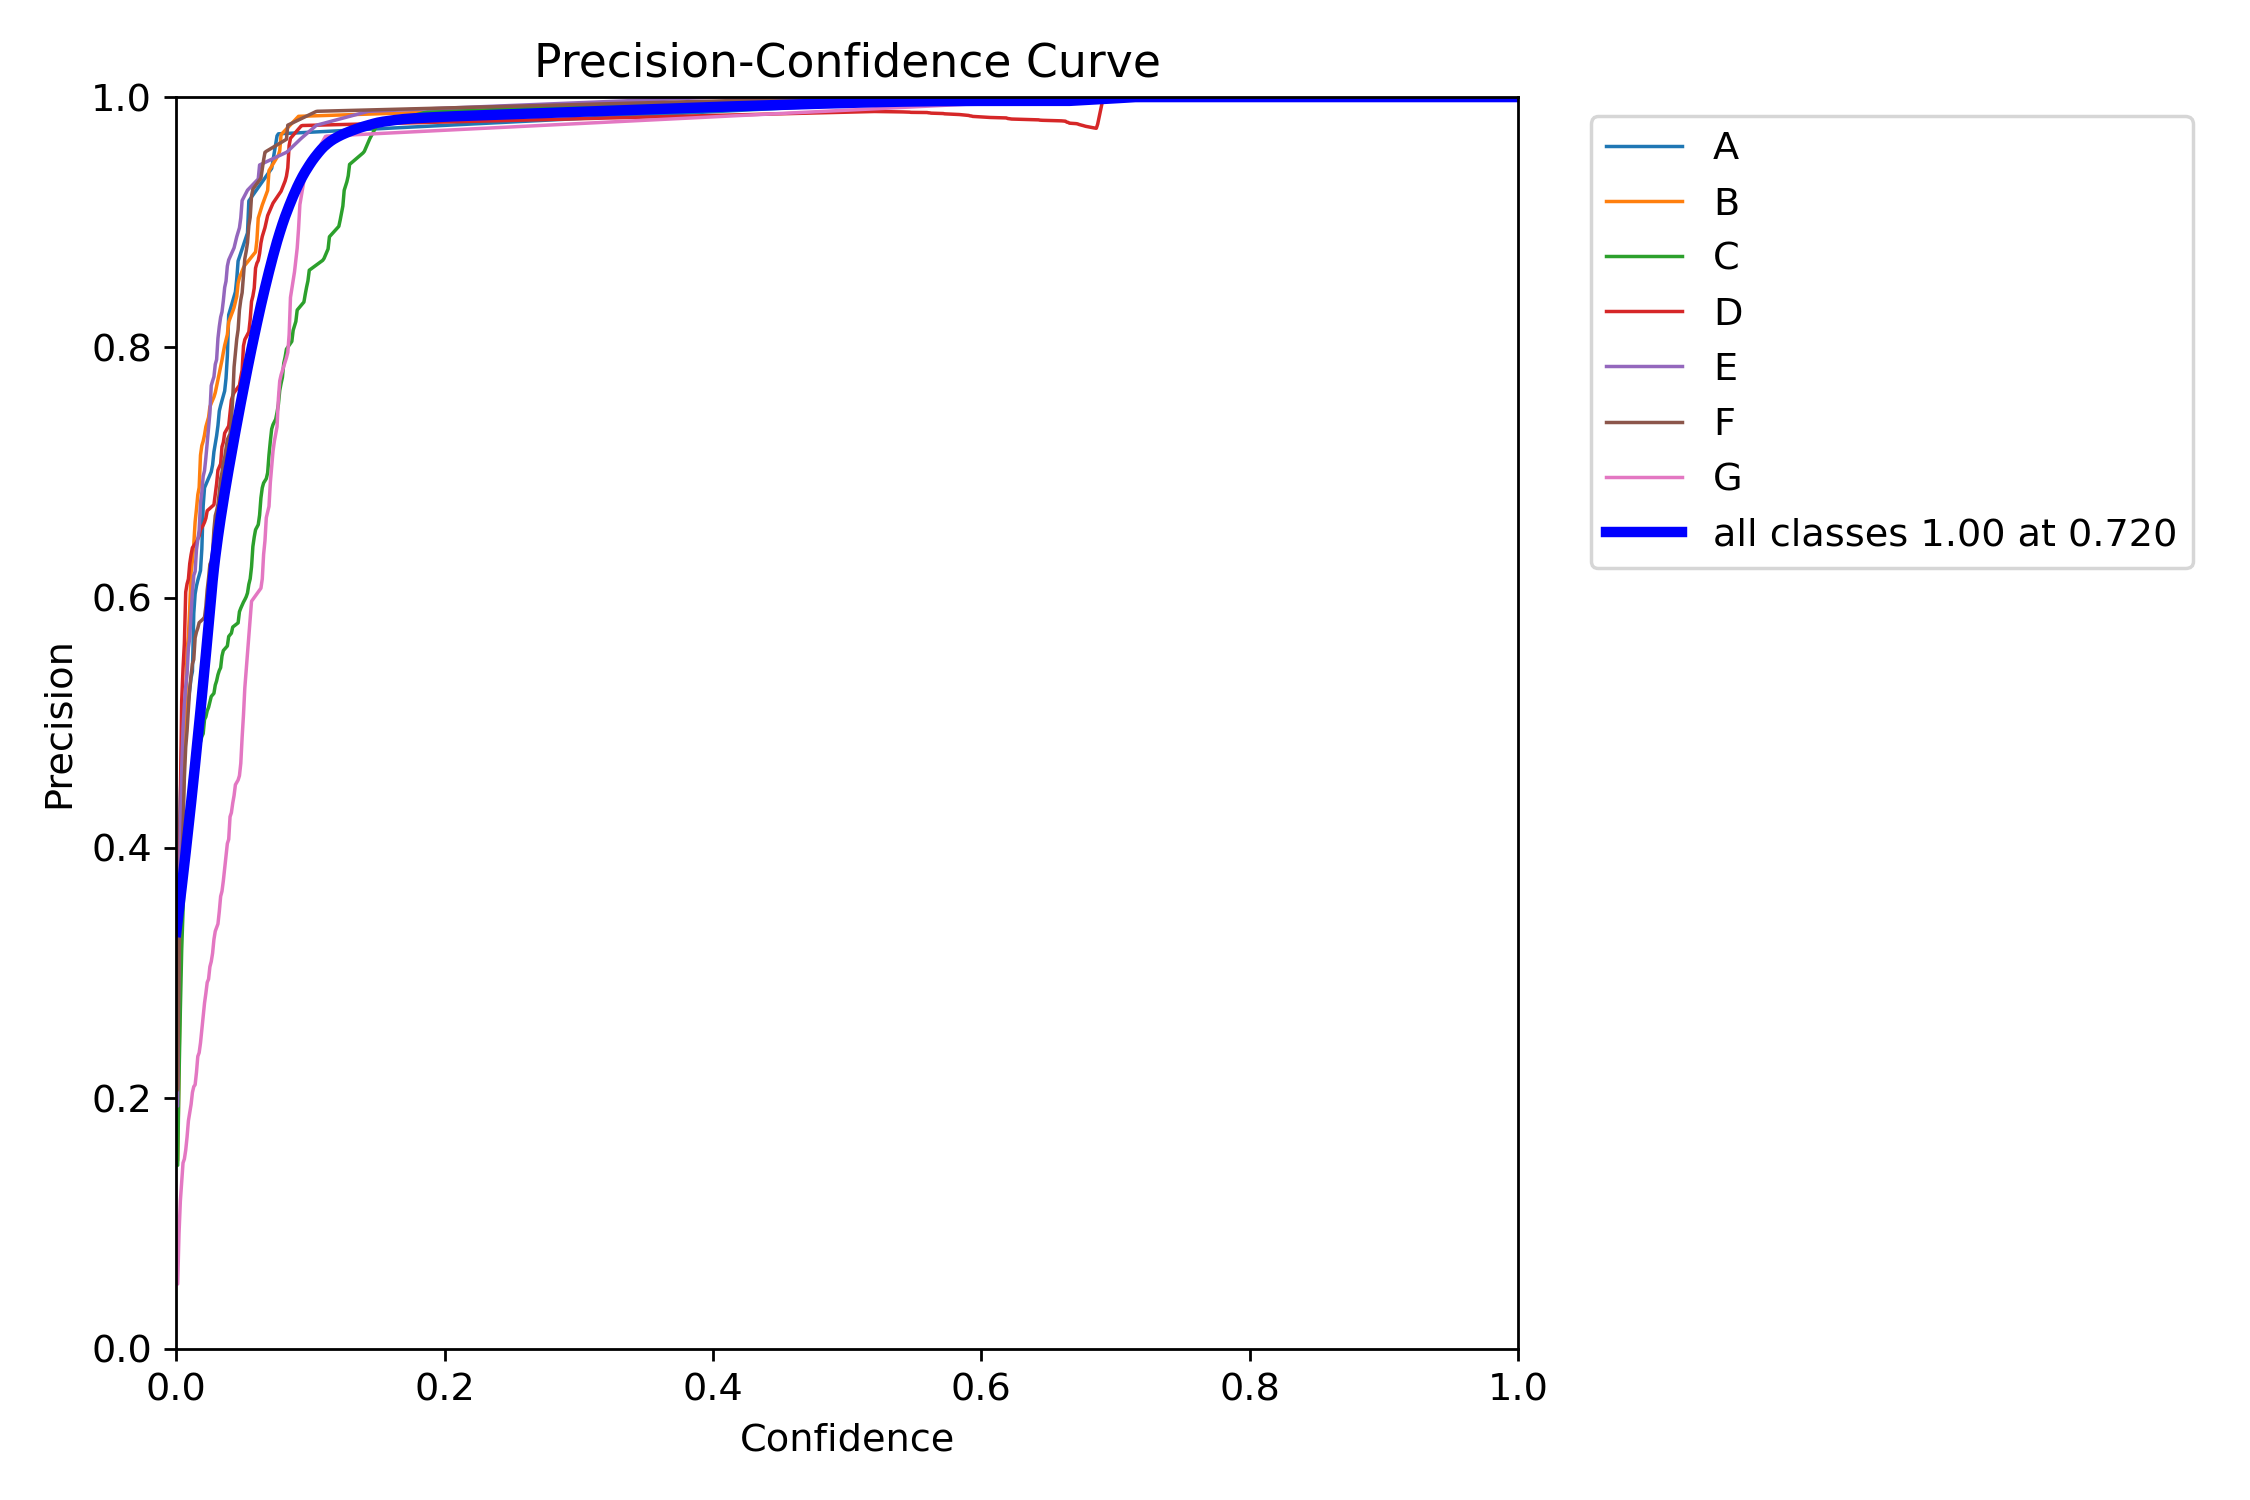 Precision-Confidence Curve
1.0
0.8
0.6
0.4
0.2
0.0
Precision
0.0 0.2 0.4 0.6 0.8 1.0
Confidence
A
B
C
D
E
F
G
all classes 1.00 at 0.720